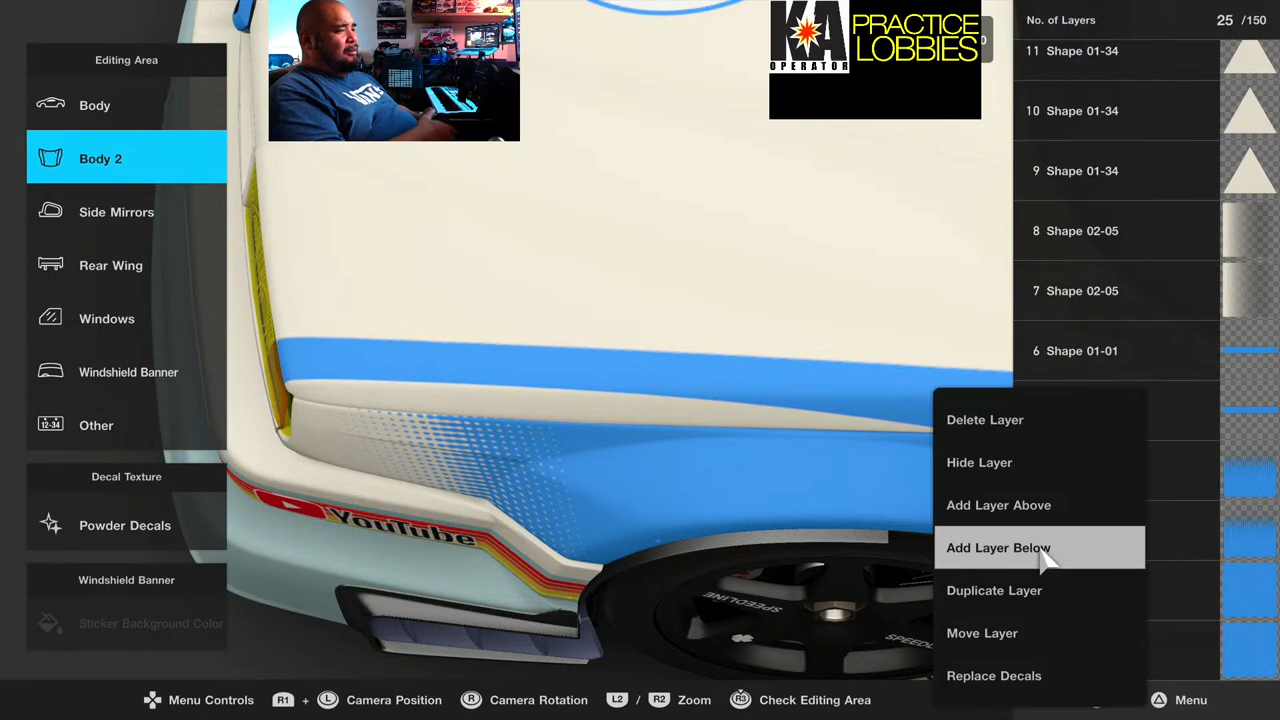 Editing Area
Body
Body 2
Side Mirrors
Rear Wing
Windows
Windshield Banner
Other
Decal Texture
Powder Decals
Windshield Banner
Sticker Background Color
VANS
KA
OPERATOR
PRACTICE
LOBBIES
No. of Layers 25 /150
11 Shape 01-34
10 Shape 01-34
9 Shape 01-34
8 Shape 02-05
7 Shape 02-05
6 Shape 01-01
Delete Layer
Hide Layer
Add Layer Above
Add Layer Below
Duplicate Layer
Move Layer
Replace Decals
YouTube
SPEEDLINE
Menu Controls R1 + L Camera Position R Camera Rotation L2 / R2 Zoom R3 Check Editing Area Menu